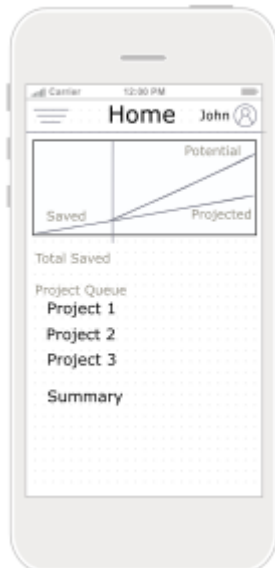 Carrier 12:00 PM
Home John
Potential
Saved Projected
Total Saved
Project Queue
Project 1
Project 2
Project 3
Summary